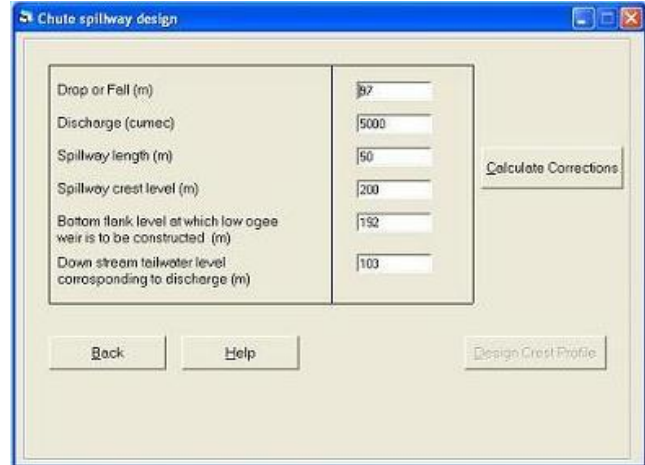 Chute spillway design
Drop or Fall (m)
97
Discharge (cumec)
5000
Spillway length (m)
50
Calculate Corrections
Spillway crest level (m)
200
Bottom flank level at which low ogee
weir is to be constructed (m)
192
Down stream tailwater level
corrosponding to discharge (m)
103
Back
Help
Design Crest Profile